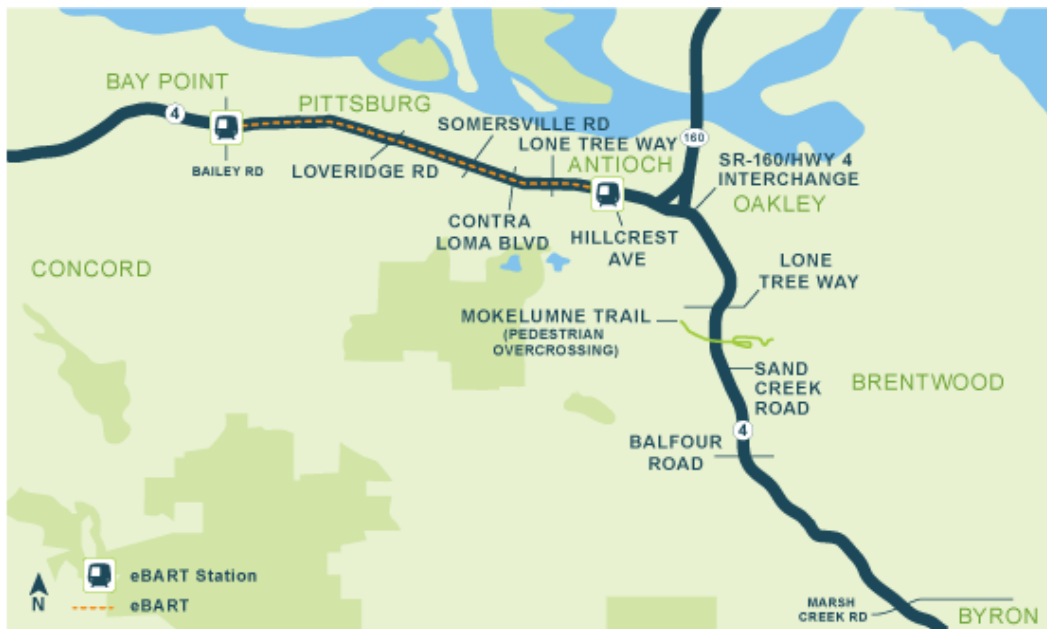 BAY POINT
4
BAILEY RD
PITTSBURG
LOVERIDGE RD
SOMERSVILLE RD
CONTRA
LOMA BLVD
LONE TREE WAY
ANTIOCH
HILLCREST
AVE
160
SR-160/HWY 4
INTERCHANGE
OAKLEY
CONCORD
LONE
TREE WAY
MOKELUMNE TRAIL
(PEDESTRIAN
OVERCROSSING)
SAND
CREEK
ROAD
BRENTWOOD
4
BALFOUR
ROAD
MARSH
CREEK RD
BYRON
eBART Station
eBART
N